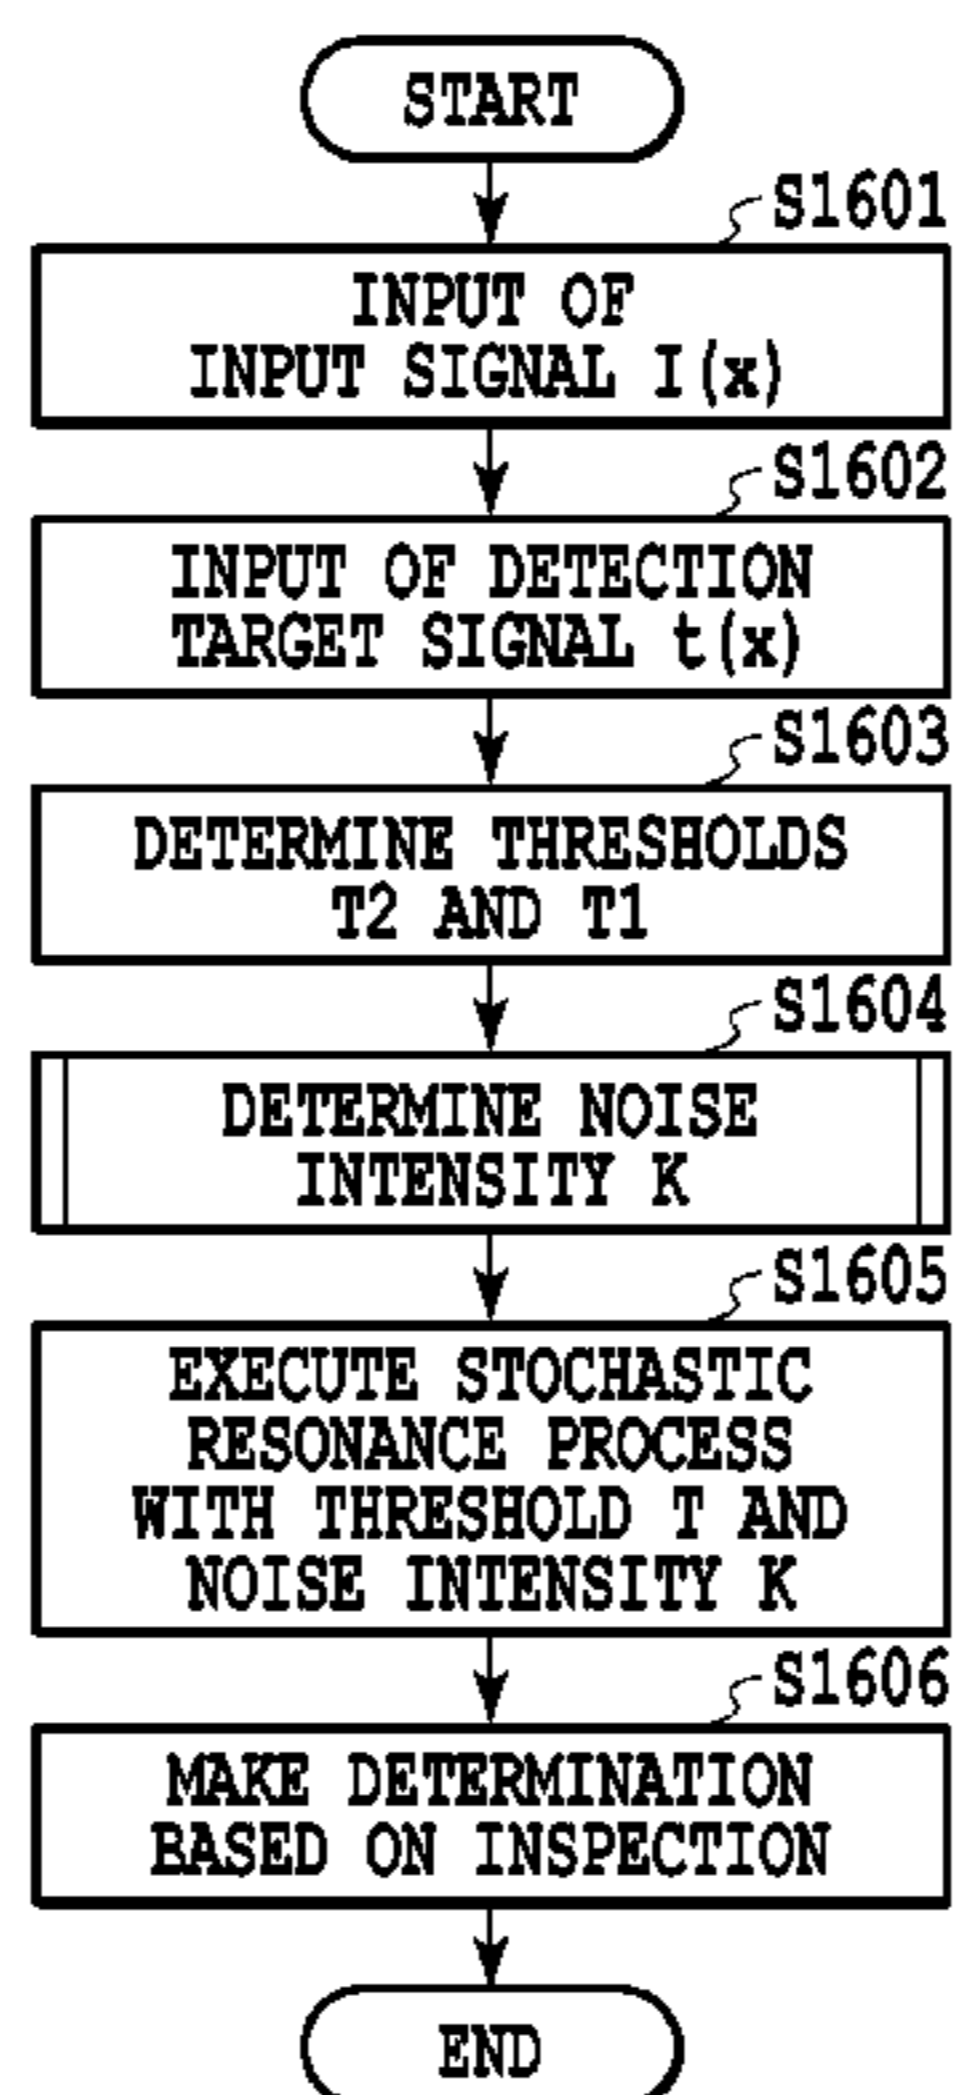 START
S1601
INPUT OF
INPUT SIGNAL I(x)
S1602
INPUT OF DETECTION
TARGET SIGNAL t(x)
S1603
DETERMINE THRESHOLDS
T2 AND T1
S1604
DETERMINE NOISE
INTENSITY K
S1605
EXECUTE STOCHASTIC
RESONANCE PROCESS
WITH THRESHOLD T AND
NOISE INTENSITY K
S1606
MAKE DETERMINATION
BASED ON INSPECTION
END